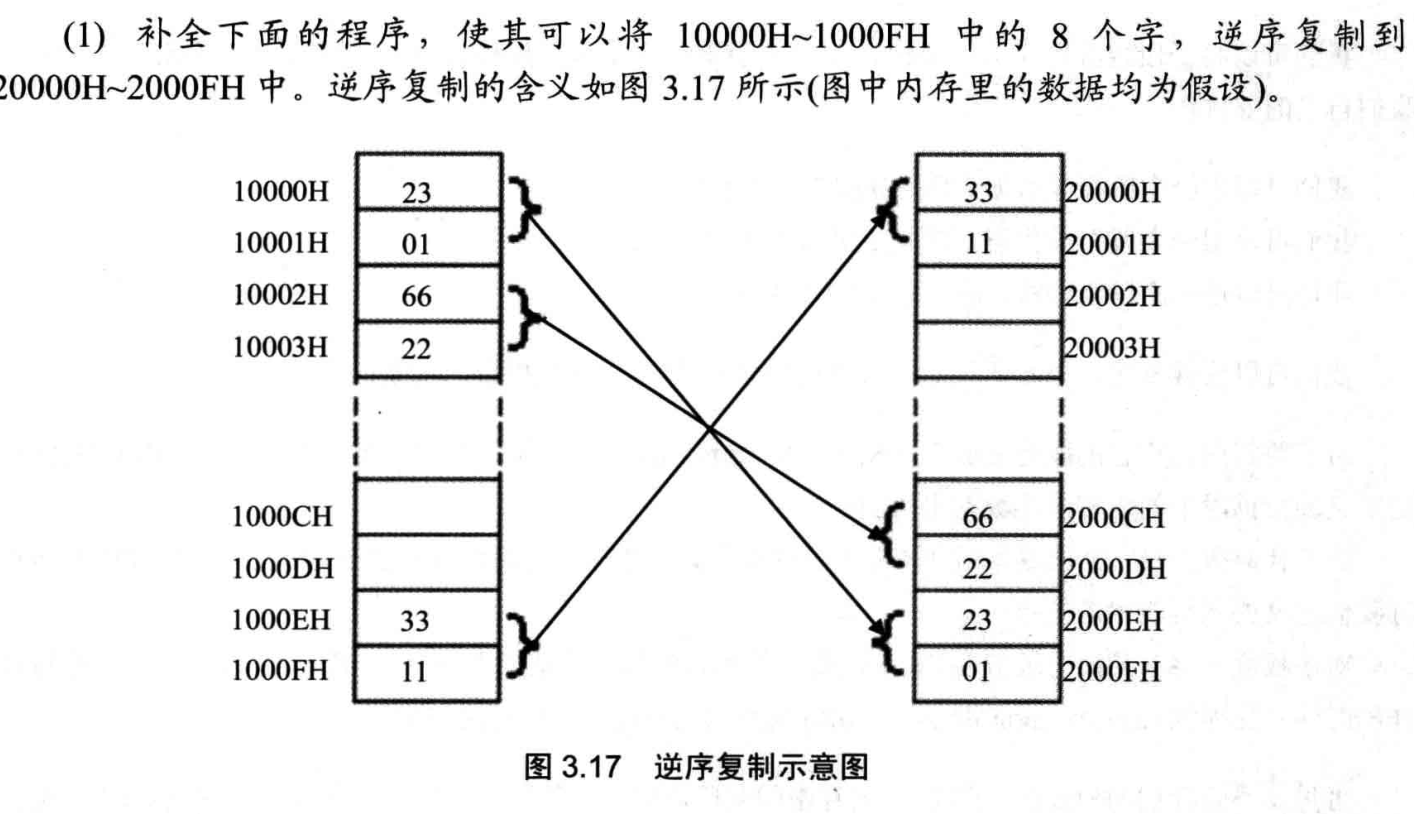 (1) 补全下面的程序，使其可以将 10000H~1000FH 中的 8 个字，逆序复制到
20000H~2000FH 中。逆序复制的含义如图 3.17 所示(图中内存里的数据均为假设)。
10000H 23 33 20000H
10001H 01 11 20001H
10002H 66 20002H
10003H 22 20003H
1000CH 66 2000CH
1000DH 22 2000DH
1000EH 33 23 2000EH
1000FH 11 01 2000FH
图 3.17 逆序复制示意图